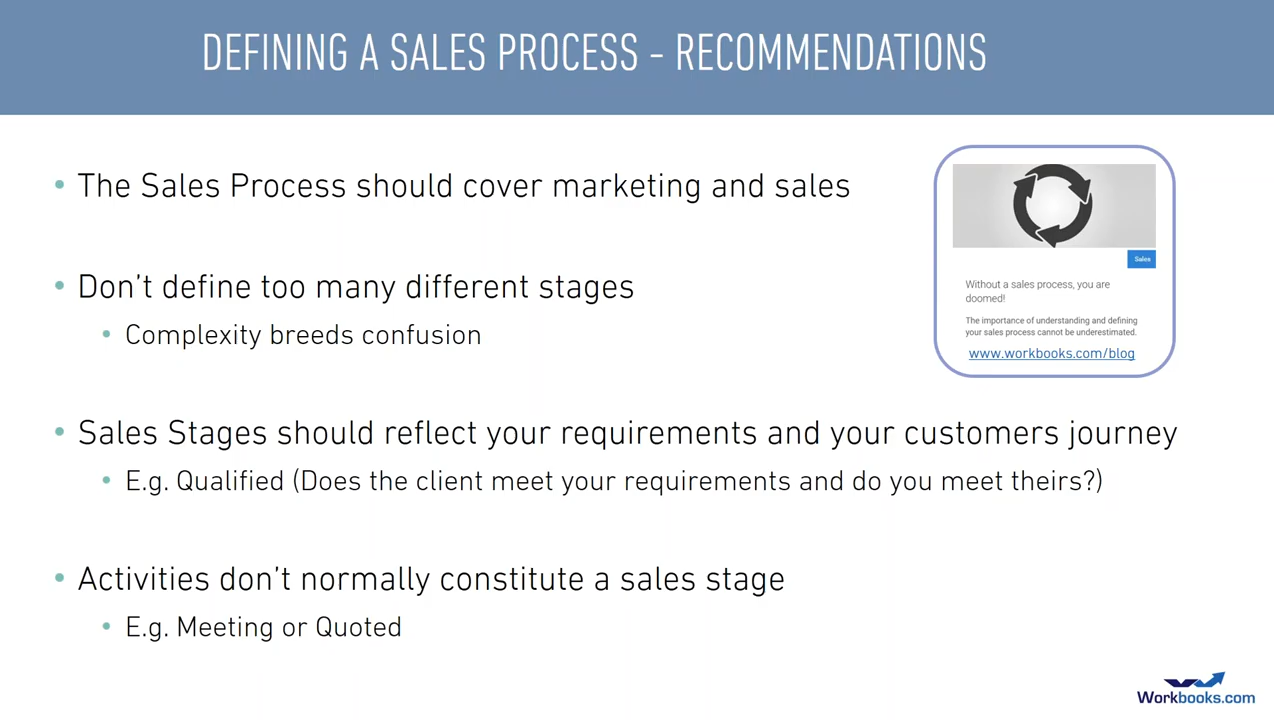 DEFINING A SALES PROCESS - RECOMMENDATIONS
• The Sales Process should cover marketing and sales
• Don't define too many different stages
• Complexity breeds confusion
• Sales Stages should reflect your requirements and your customers journey
• E.g. Qualified (Does the client meet your requirements and do you meet theirs?)
• Activities don't normally constitute a sales stage
• E.g. Meeting or Quoted
Sales
Without a sales process, you are
doomed!
The importance of understanding and defining
your sales process cannot be underestimated.
www.workbooks.com/blog
Workbooks.com